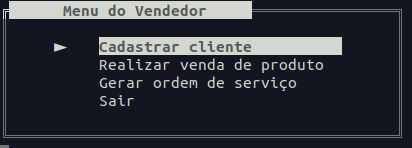 Menu do Vendedor
Cadastrar cliente
Realizar venda de produto
Gerar ordem de serviço
Sair